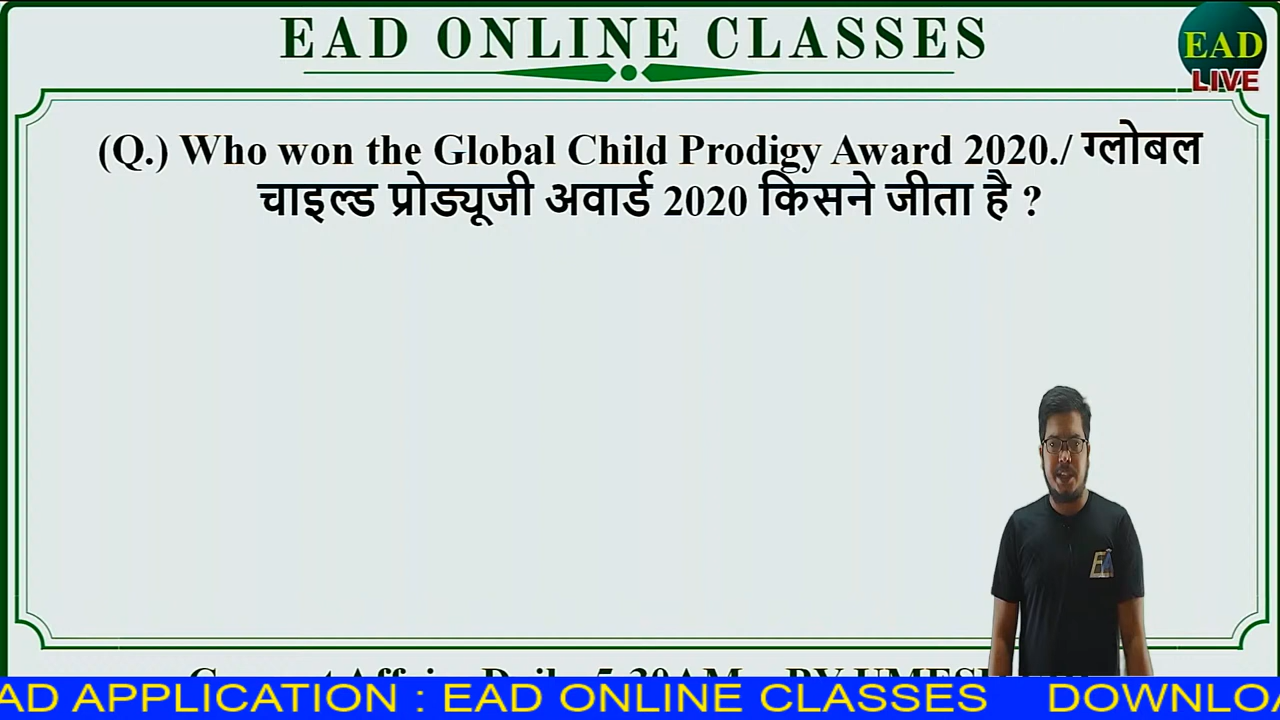 EAD ONLINE CLASSES
EAD
LIVE
(Q.) Who won the Global Child Prodigy Award 2020./ ग्लोबल
चाइल्ड प्रोड्यूजी अवार्ड 2020 किसने जीता है ?
AD APPLICATION : EAD ONLINE CLASSES DOWNLOA